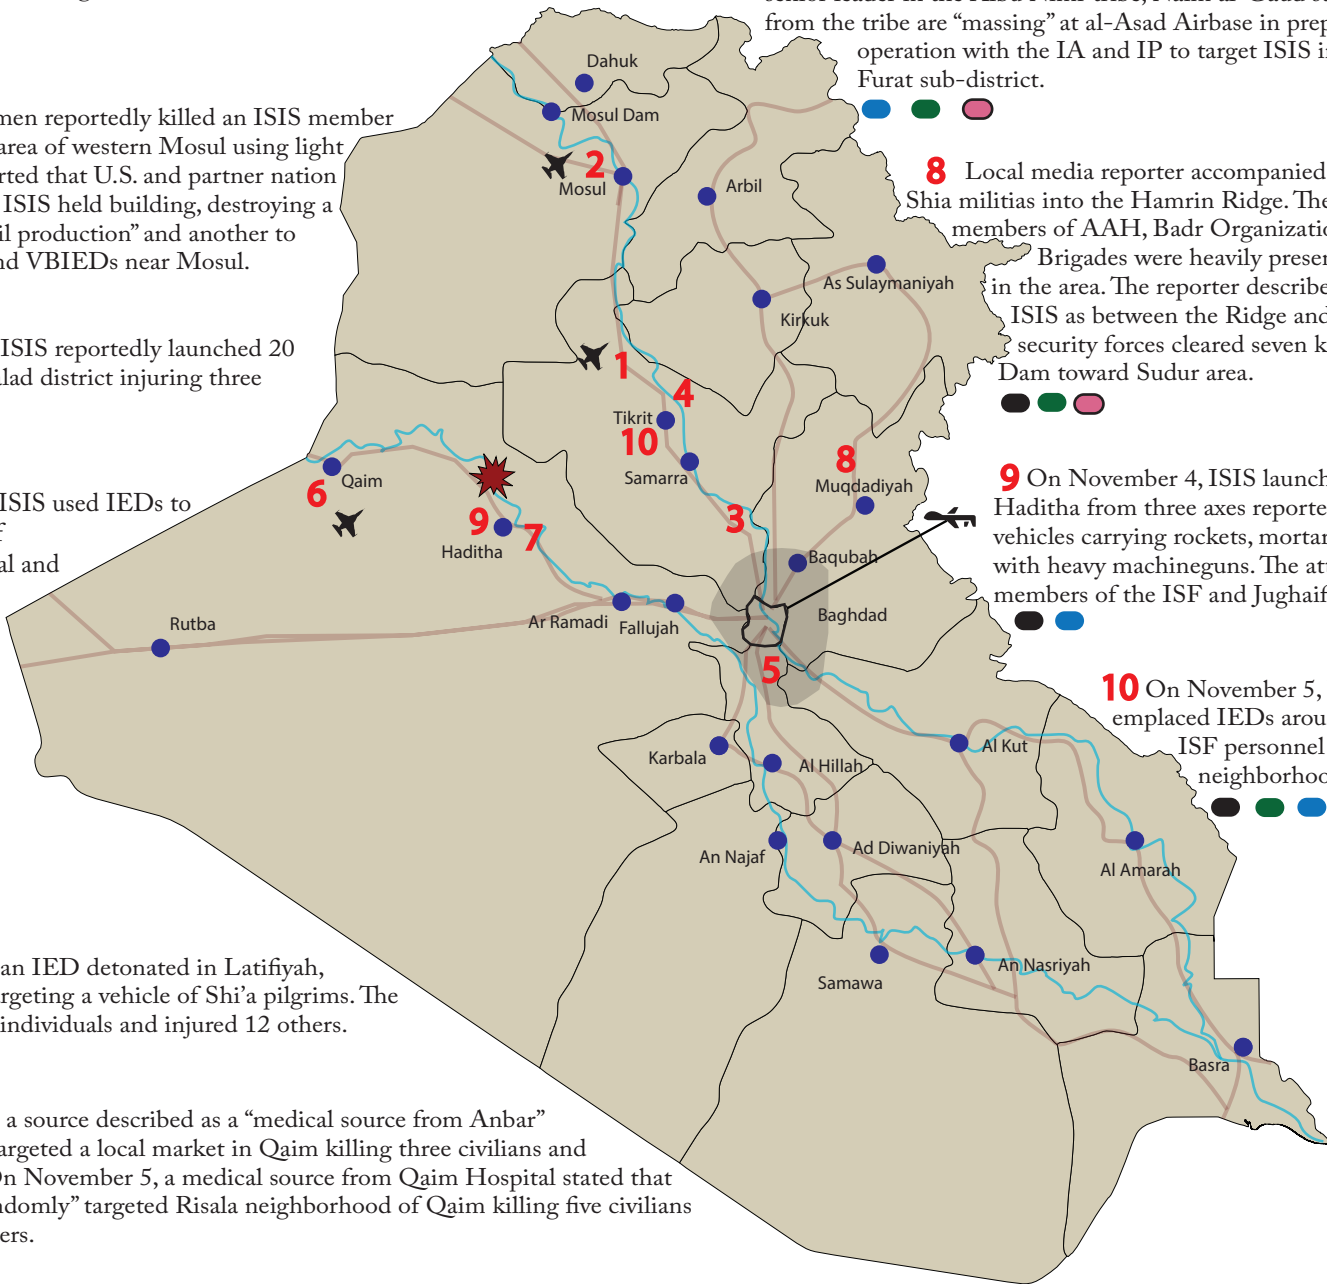 from the tribe are “massing” at al-Asad Airbase in prep
operation with the IA and IP to target ISIS i
Furat sub-district.
men reportedly killed an ISIS member
area of western Mosul using light
rted that U.S. and partner nation
ISIS held building, destroying a
il production” and another to
nd VBIEDs near Mosul.
ISIS reportedly launched 20
alad district injuring three
ISIS used IEDs to
al and
an IED detonated in Latifiyah,
rgeting a vehicle of Shi’a pilgrims. The
individuals and injured 12 others.
a source described as a “medical source from Anbar”
argeted a local market in Qaim killing three civilians and
On November 5, a medical source from Qaim Hospital stated that
ndomly” targeted Risala neighborhood of Qaim killing five civilians
ers.
8 Local media reporter accompanied
Shia militias into the Hamrin Ridge. The
members of AAH, Badr Organizatio
Brigades were heavily presen
in the area. The reporter describe
ISIS as between the Ridge and
security forces cleared seven k
Dam toward Sudur area.
9 On November 4, ISIS launch
Haditha from three axes reporte
vehicles carrying rockets, mortar
with heavy machineguns. The att
members of the ISF and Jughaif
10 On November 5,
emplaced IEDs arou
ISF personnel
neighborhoo
Dahuk
Mosul Dam
2
Mosul
Arbil
As Sulaymaniyah
Kirkuk
1
4
Tikrit
10
Samarra
8
Muqdadiyah
6
Qaim
3
9
7
Haditha
Baqubah
Ar Ramadi
Fallujah
Baghdad
Rutba
5
Karbala
Al Hillah
Al Kut
An Najaf
Ad Diwaniyah
Al Amarah
Samawa
An Nasriyah
Basra